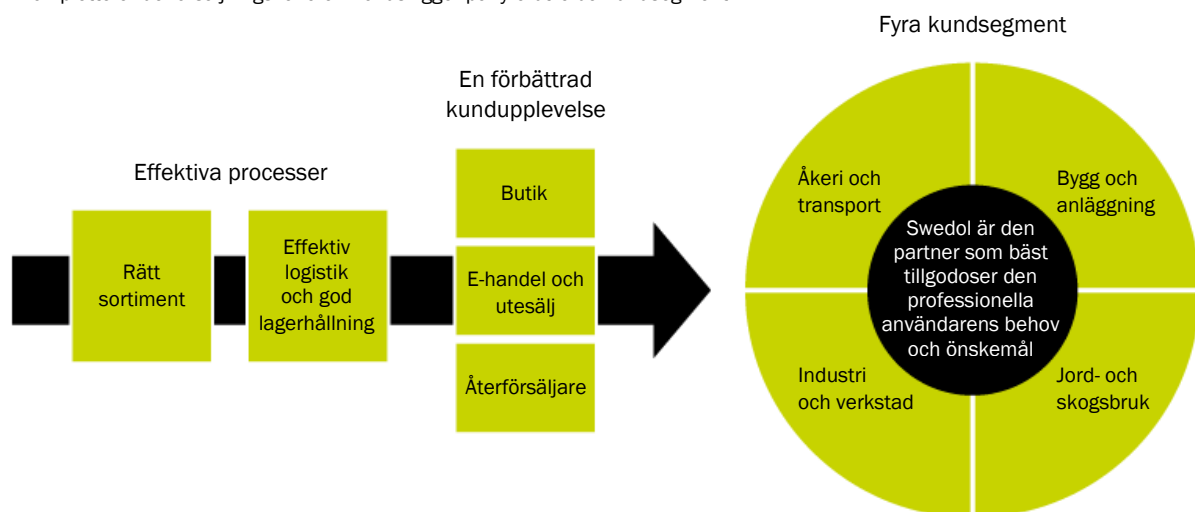 Fyra kundsegment
En förbättrad
kundupplevelse
Effektiva processer
Rätt
sortiment
Effektiv
logistik
och god
lagerhållning
Butik
E-handel och
utesälj
Återförsäljare
Åkeri och
transport
Bygg och
anläggning
Swedol är den
partner som bäst
tillgodoser den
professionella
användarens behov
och önskemål
Industri
och verkstad
Jord- och
skogsbruk